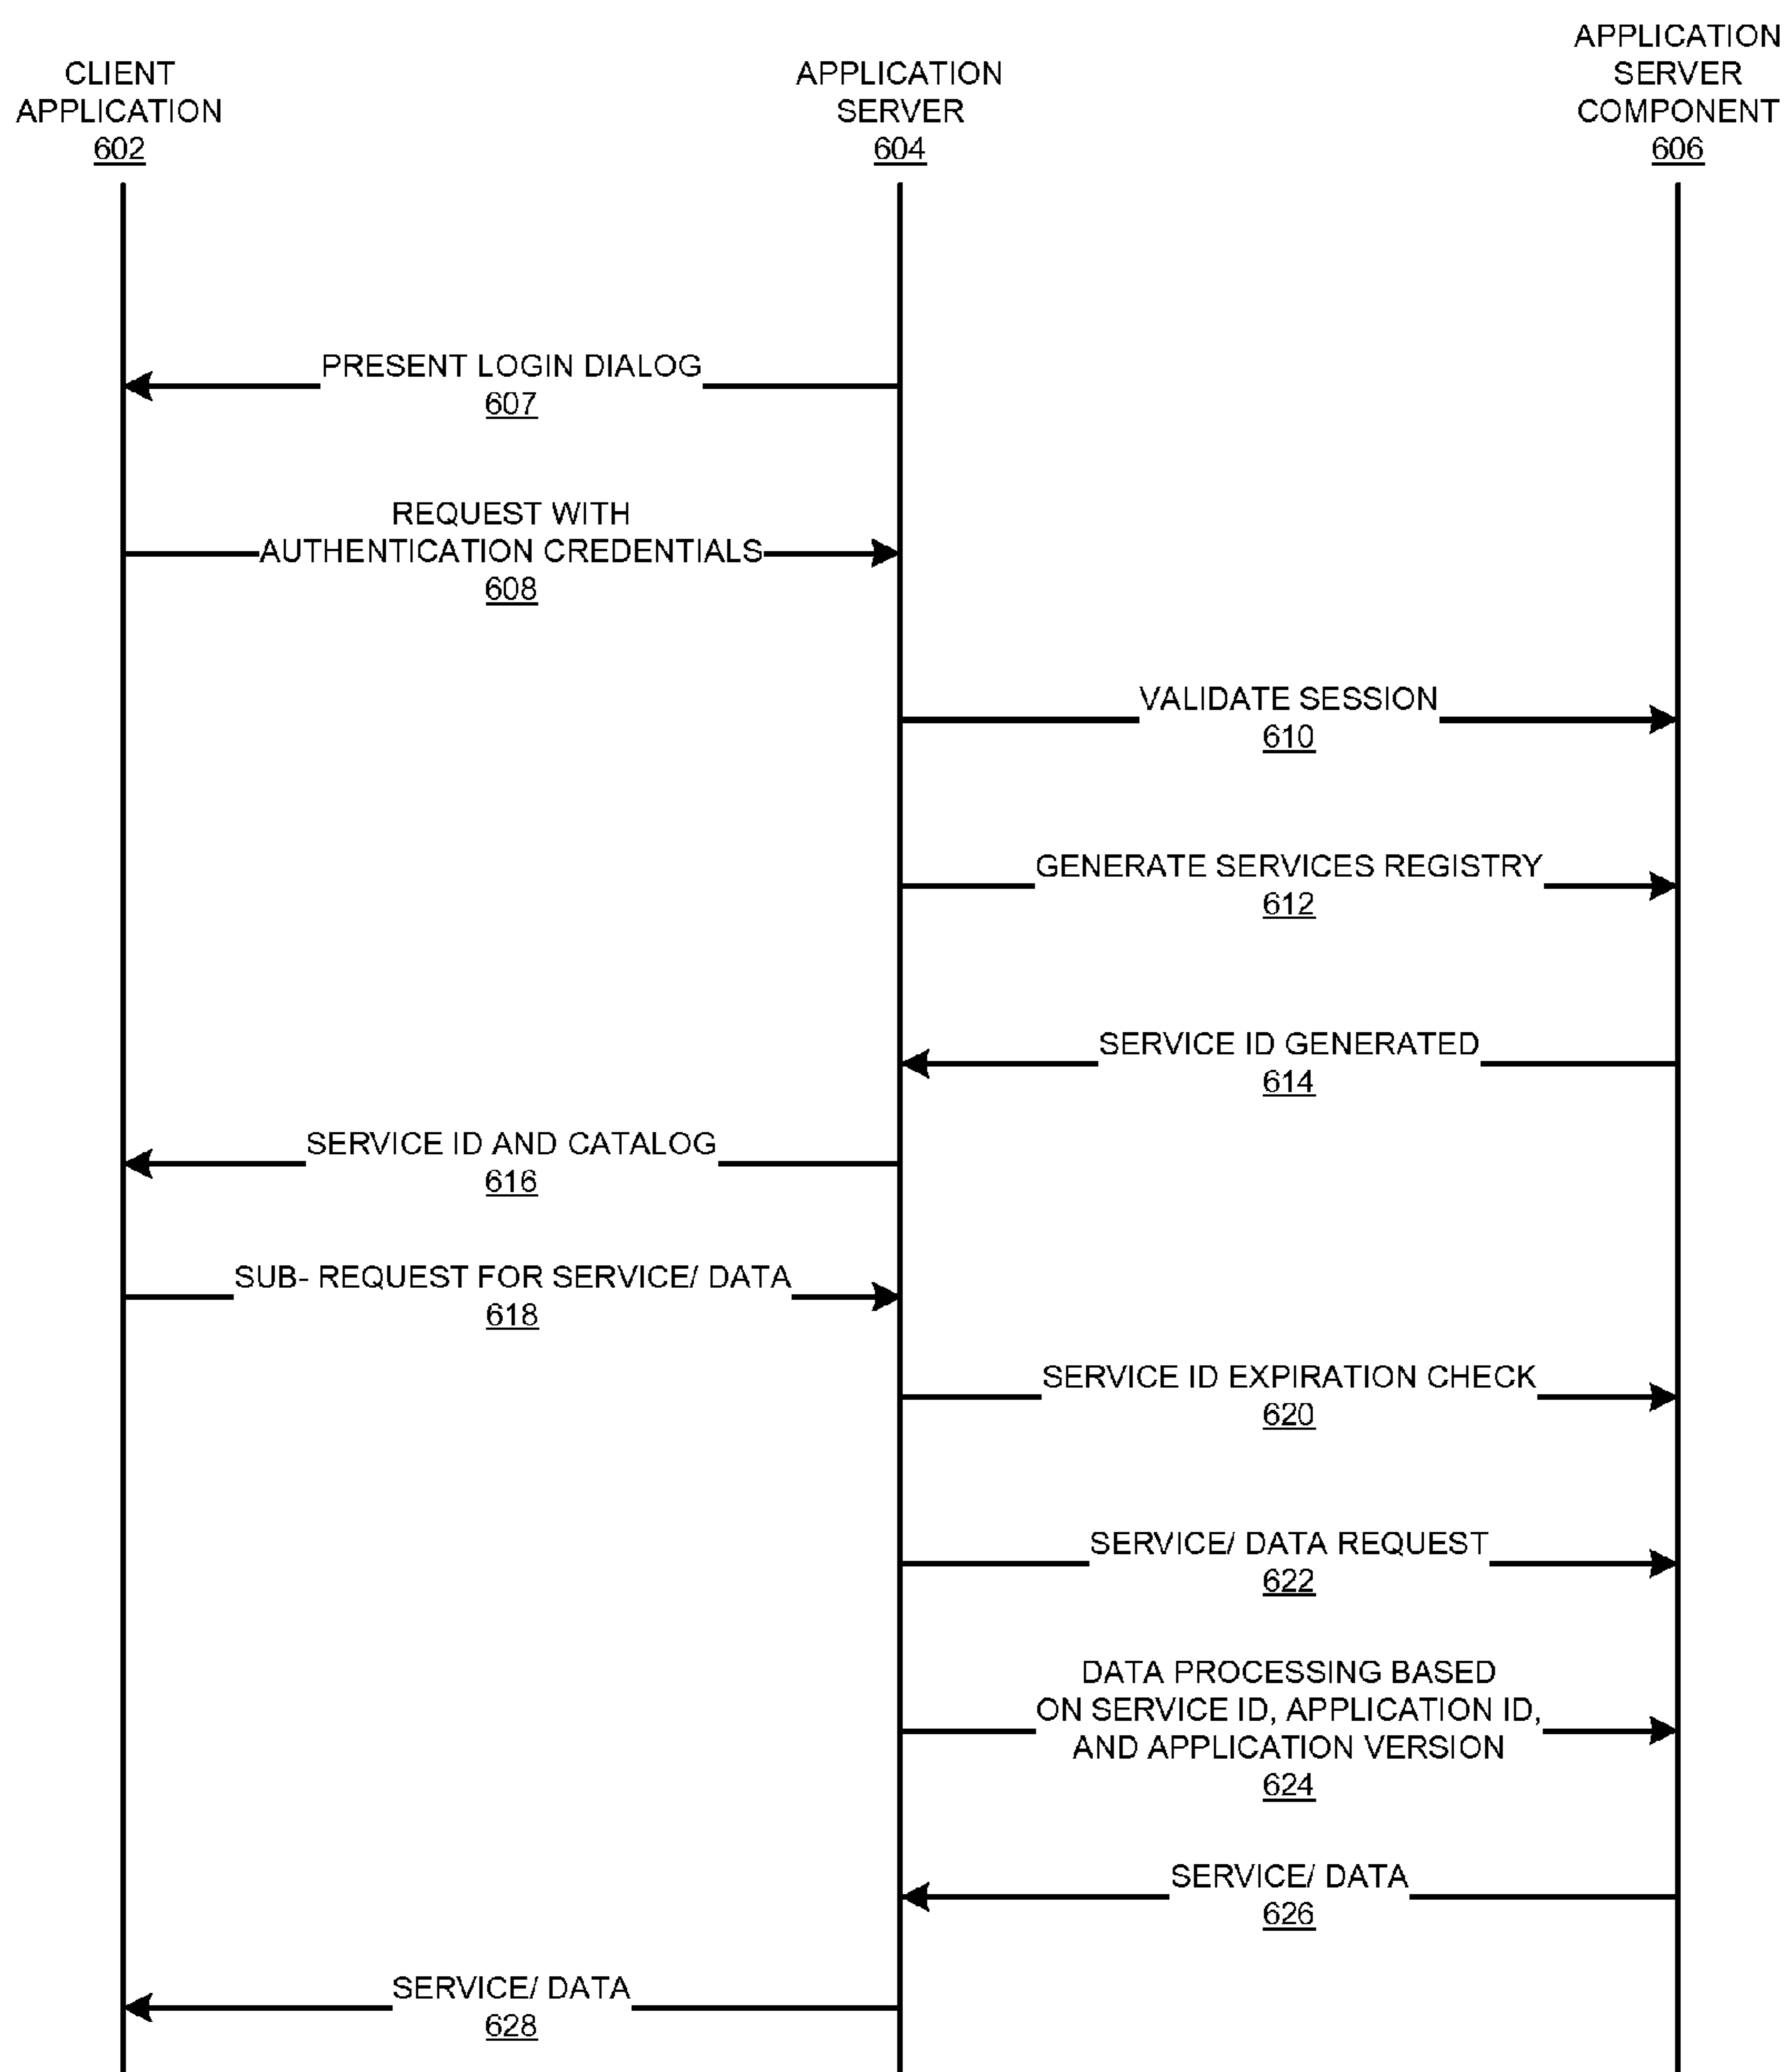 CLIENT
APPLICATION
602
APPLICATION
SERVER
604
APPLICATION
SERVER
COMPONENT
606
PRESENT LOGIN DIALOG
607
REQUEST WITH
AUTHENTICATION CREDENTIALS
608
VALIDATE SESSION
610
GENERATE SERVICES REGISTRY
612
SERVICE ID GENERATED
614
SERVICE ID AND CATALOG
616
SUB- REQUEST FOR SERVICE/ DATA
618
SERVICE ID EXPIRATION CHECK
620
SERVICE/ DATA REQUEST
622
DATA PROCESSING BASED
ON SERVICE ID, APPLICATION ID,
AND APPLICATION VERSION
624
SERVICE/ DATA
626
SERVICE/ DATA
628